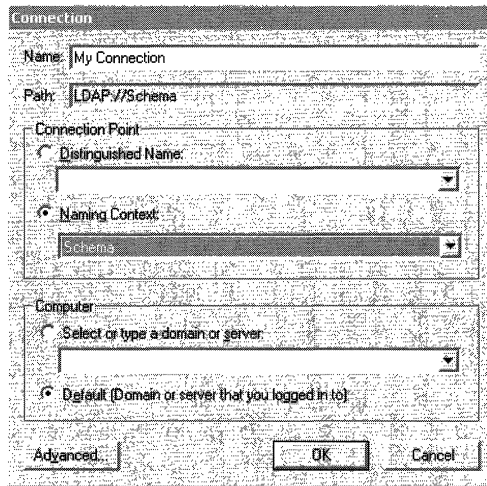 Connection
Name: My Connection
Path: LDAP://Schema
Connection Point
Distinguished Name:
Naming Context:
Schema
Computer
Select or type a domain or server:
Default (Domain or server that you logged in to)
Advanced...
OK
Cancel